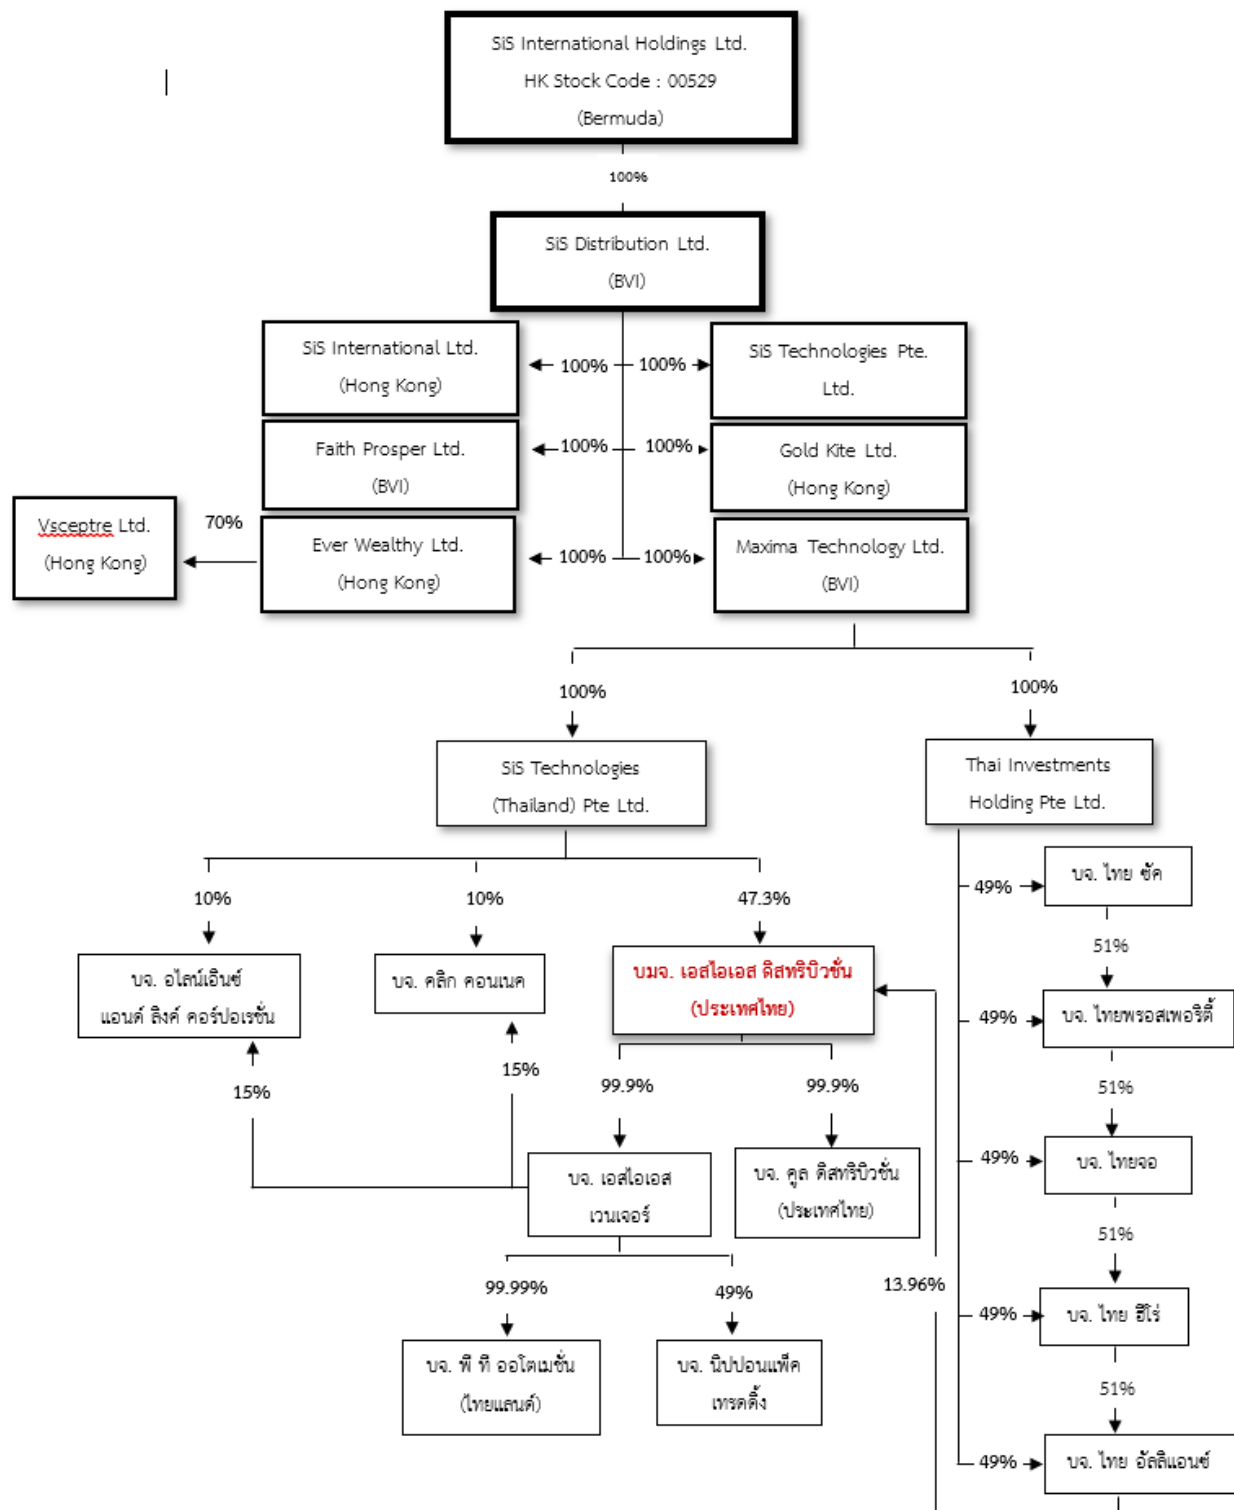 SiS International Holdings Ltd.
HK Stock Code : 00529
(Bermuda)
100%
SiS Distribution Ltd.
(BVI)
SiS International Ltd.
(Hong Kong)
100%
100%
SiS Technologies Pte.
Ltd.
Faith Prosper Ltd.
(BVI)
100%
100%
Gold Kite Ltd.
(Hong Kong)
Vsceptre Ltd.
(Hong Kong)
70%
Ever Wealthy Ltd.
(Hong Kong)
100%
100%
Maxima Technology Ltd.
(BVI)
100%
100%
SiS Technologies
(Thailand) Pte Ltd.
Thai Investments
Holding Pte Ltd.
10%
10%
47.3%
49%
บจ. ไทย ซัค
51%
บจ. อไลน์เอ็นซ์
แอนด์ ลิงค์ คอร์ปอเรชั่น
บจ. คลิก คอนเนค
บมจ. เอสไอเอส ดิสทริบิวชั่น
(ประเทศไทย)
49%
บจ. ไทยพรอสเพอริตี้
15%
15%
99.9%
99.9%
51%
บจ. เอสไอเอส
เวนเจอร์
บจ. คูล ดิสทริบิวชั่น
(ประเทศไทย)
49%
บจ. ไทยจอ
51%
99.99%
49%
13.96%
49%
บจ. ไทย ฮีโร่
บจ. พี ที ออโตเมชั่น
(ไทยแลนด์)
บจ. นิปปอนแพ็ค
เทรดดิ้ง
51%
49%
บจ. ไทย อัลลิแอนซ์